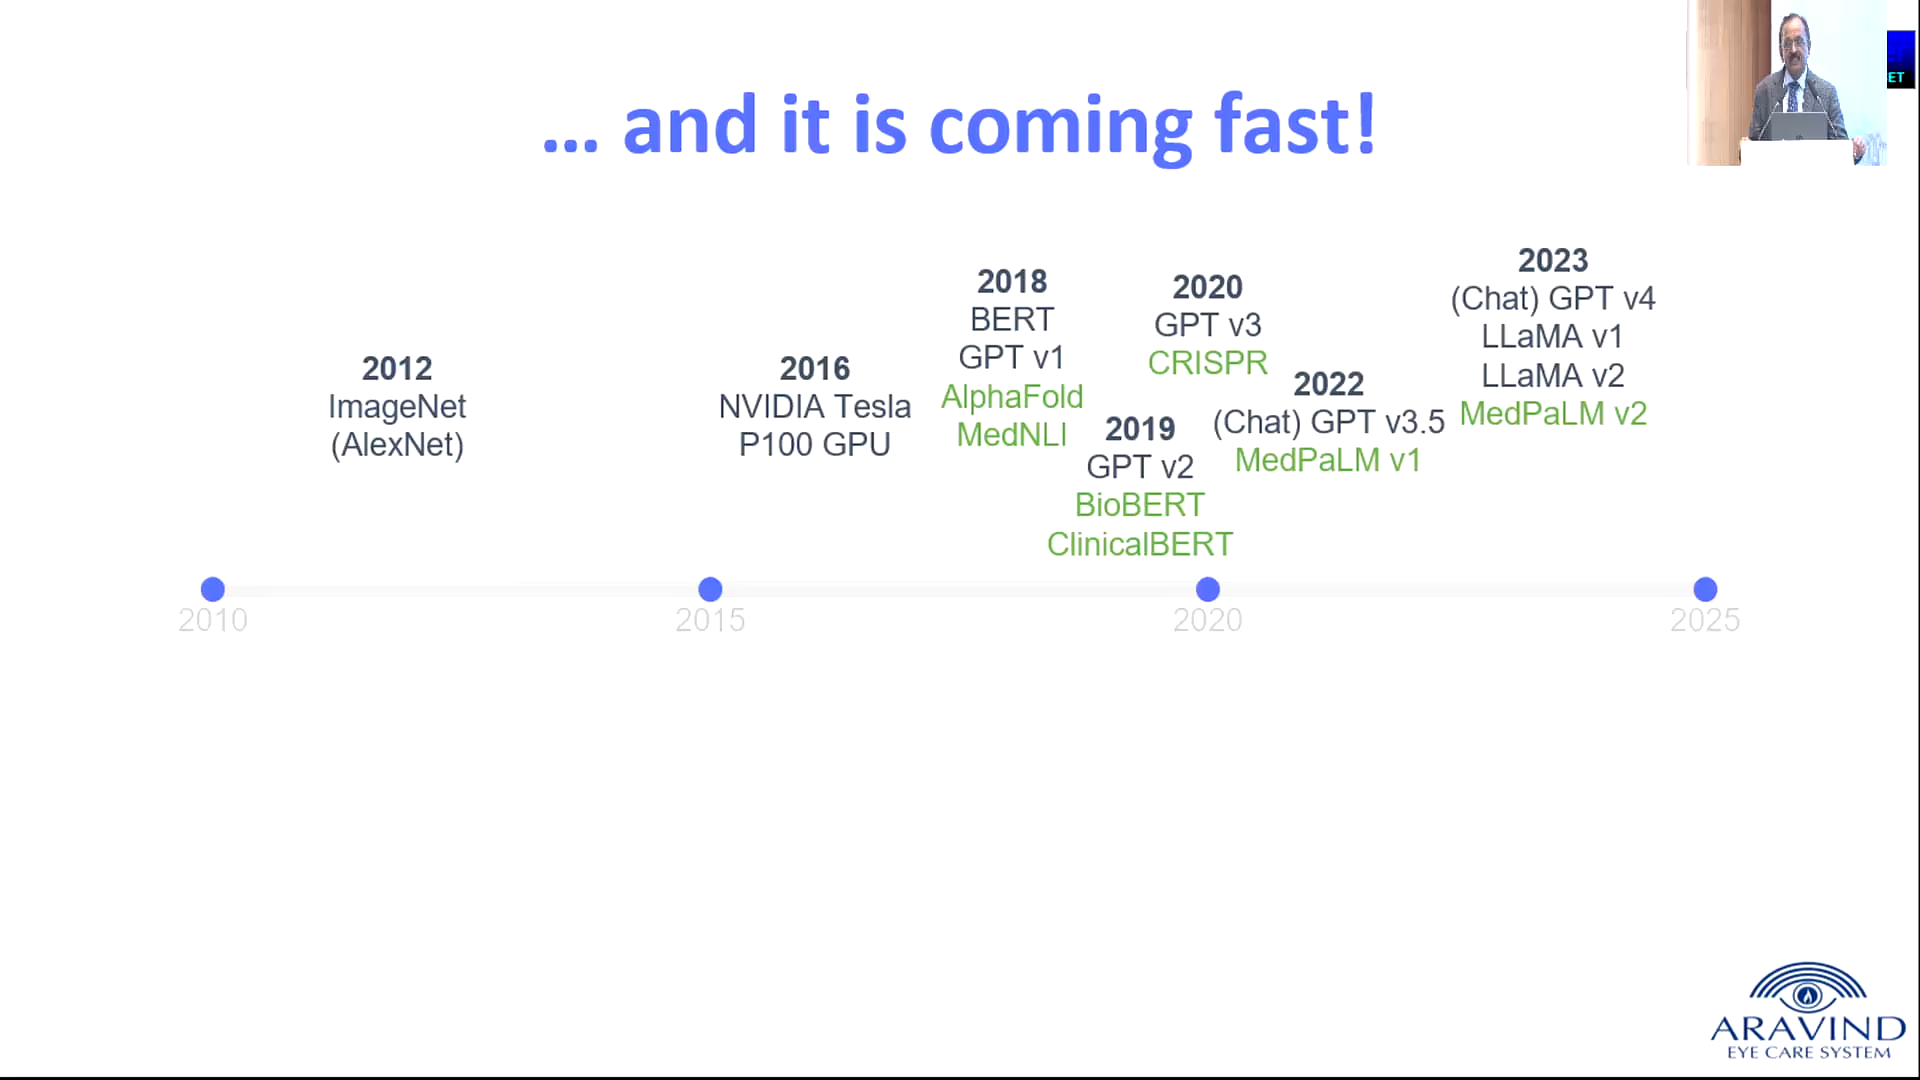 … and it is coming fast!
ET
2012
ImageNet
(AlexNet)
2016
NVIDIA Tesla
P100 GPU
2018
BERT
GPT v1
AlphaFold
MedNLI
2019
GPT v2
BioBERT
ClinicalBERT
2020
GPT v3
CRISPR
2022
(Chat) GPT v3.5
MedPaLM v1
2023
(Chat) GPT v4
LLaMA v1
LLaMA v2
MedPaLM v2
2010
2015
2020
2025
ARAVIND
EYE CARE SYSTEM